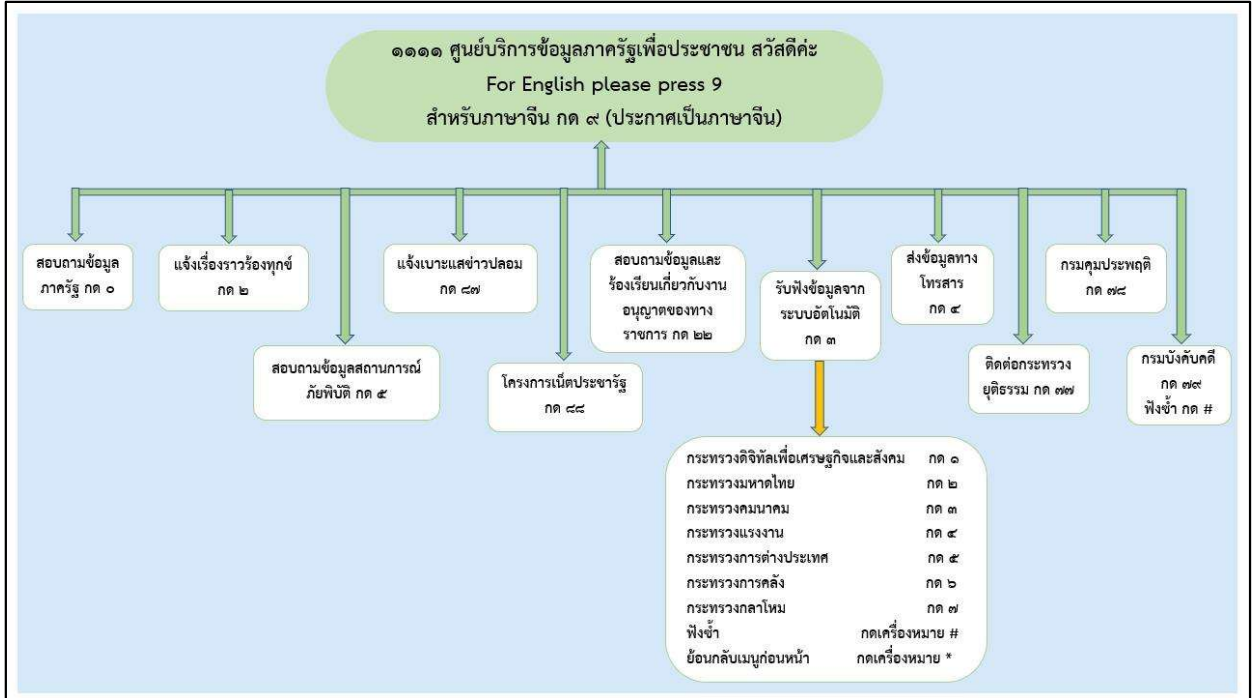 ๑๑๑๑ ศูนย์บริการข้อมูลภาครัฐเพื่อประชาชน สวัสดีค่ะ
For English please press 9
สำหรับภาษาจีน กด ๙ (ประกาศเป็นภาษาจีน)
สอบถามข้อมูล
ภาครัฐ กด ๐
แจ้งเรื่องราวร้องทุกข์
กด ๒
สอบถามข้อมูลสถานการณ์
ภัยพิบัติ กด ๕
แจ้งเบาะแสข่าวปลอม
กด ๘๗
โครงการเน็ตประชารัฐ
กด ๘๘
สอบถามข้อมูลและ
ร้องเรียนเกี่ยวกับงาน
อนุญาตของทาง
ราชการ กด ๒๒
รับฟังข้อมูลจาก
ระบบอัตโนมัติ
กด ๓
ส่งข้อมูลทาง
โทรสาร
กด ๔
ติดต่อกระทรวง
ยุติธรรม กด ๗๗
กรมคุมประพฤติ
กด ๗๘
กรมบังคับคดี
กด ๗๙
ฟังซ้ำ กด #
กระทรวงดิจิทัลเพื่อเศรษฐกิจและสังคม กด ๑
กระทรวงมหาดไทย กด ๒
กระทรวงคมนาคม กด ๓
กระทรวงแรงงาน กด ๔
กระทรวงการต่างประเทศ กด ๕
กระทรวงการคลัง กด ๖
กระทรวงกลาโหม กด ๗
ฟังซ้ำ กดเครื่องหมาย #
ย้อนกลับเมนูก่อนหน้า กดเครื่องหมาย *